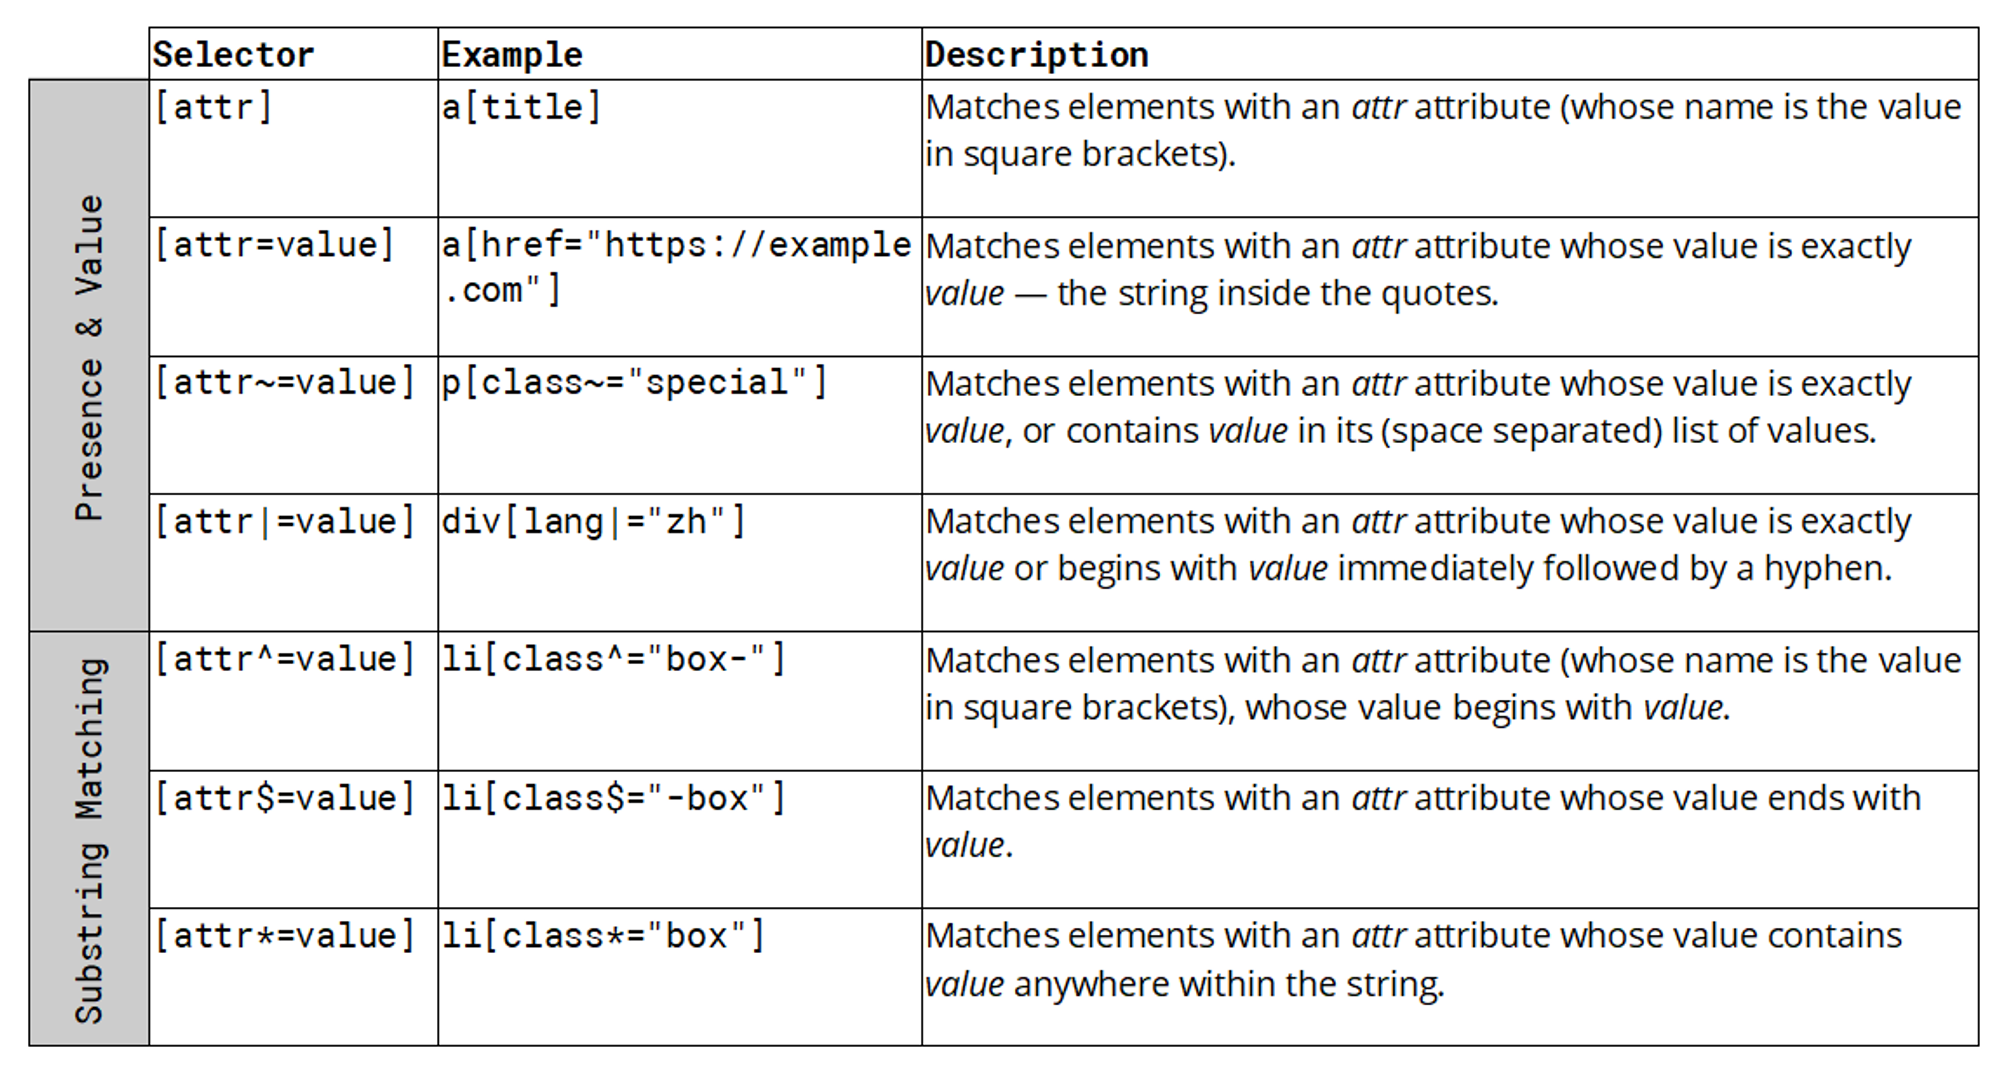 Selector Example Description
Presence & Value
[attr] a[title] Matches elements with an attr attribute (whose name is the value
in square brackets).
[attr=value] a[href="https://example Matches elements with an attr attribute whose value is exactly
.com"] value — the string inside the quotes.
[attr~=value] p[class~="special"] Matches elements with an attr attribute whose value is exactly
value, or contains value in its (space separated) list of values.
[attr|=value] div[lang|="zh"] Matches elements with an attr attribute whose value is exactly
value or begins with value immediately followed by a hyphen.
Substring Matching
[attr^=value] li[class^="box-"] Matches elements with an attr attribute (whose name is the value
in square brackets), whose value begins with value.
[attr$=value] li[class$="-box"] Matches elements with an attr attribute whose value ends with
value.
[attr*=value] li[class*="box"] Matches elements with an attr attribute whose value contains
value anywhere within the string.